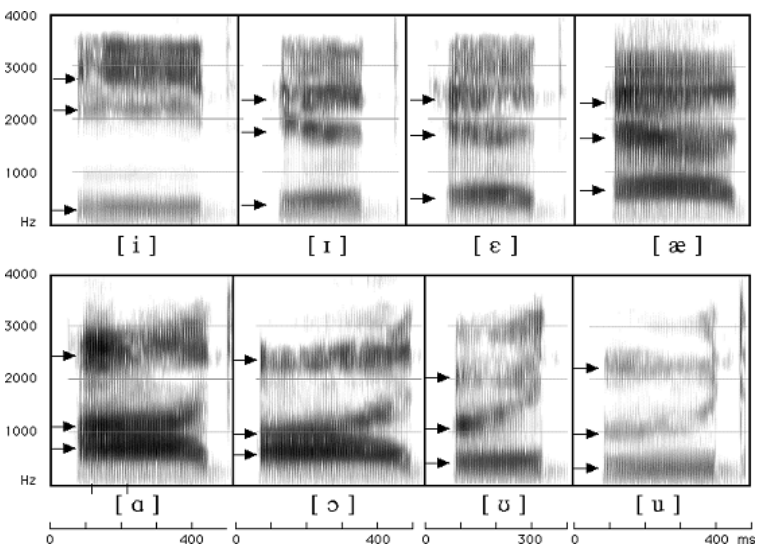 4000
3000
2000
1000
Hz
[ i ] [ ɪ ] [ ɛ ] [ æ ]
4000
3000
2000
1000
Hz
[ ɑ ] [ ɔ ] [ ʊ ] [ u ]
0 400 0 400 0 300 0 400 ms